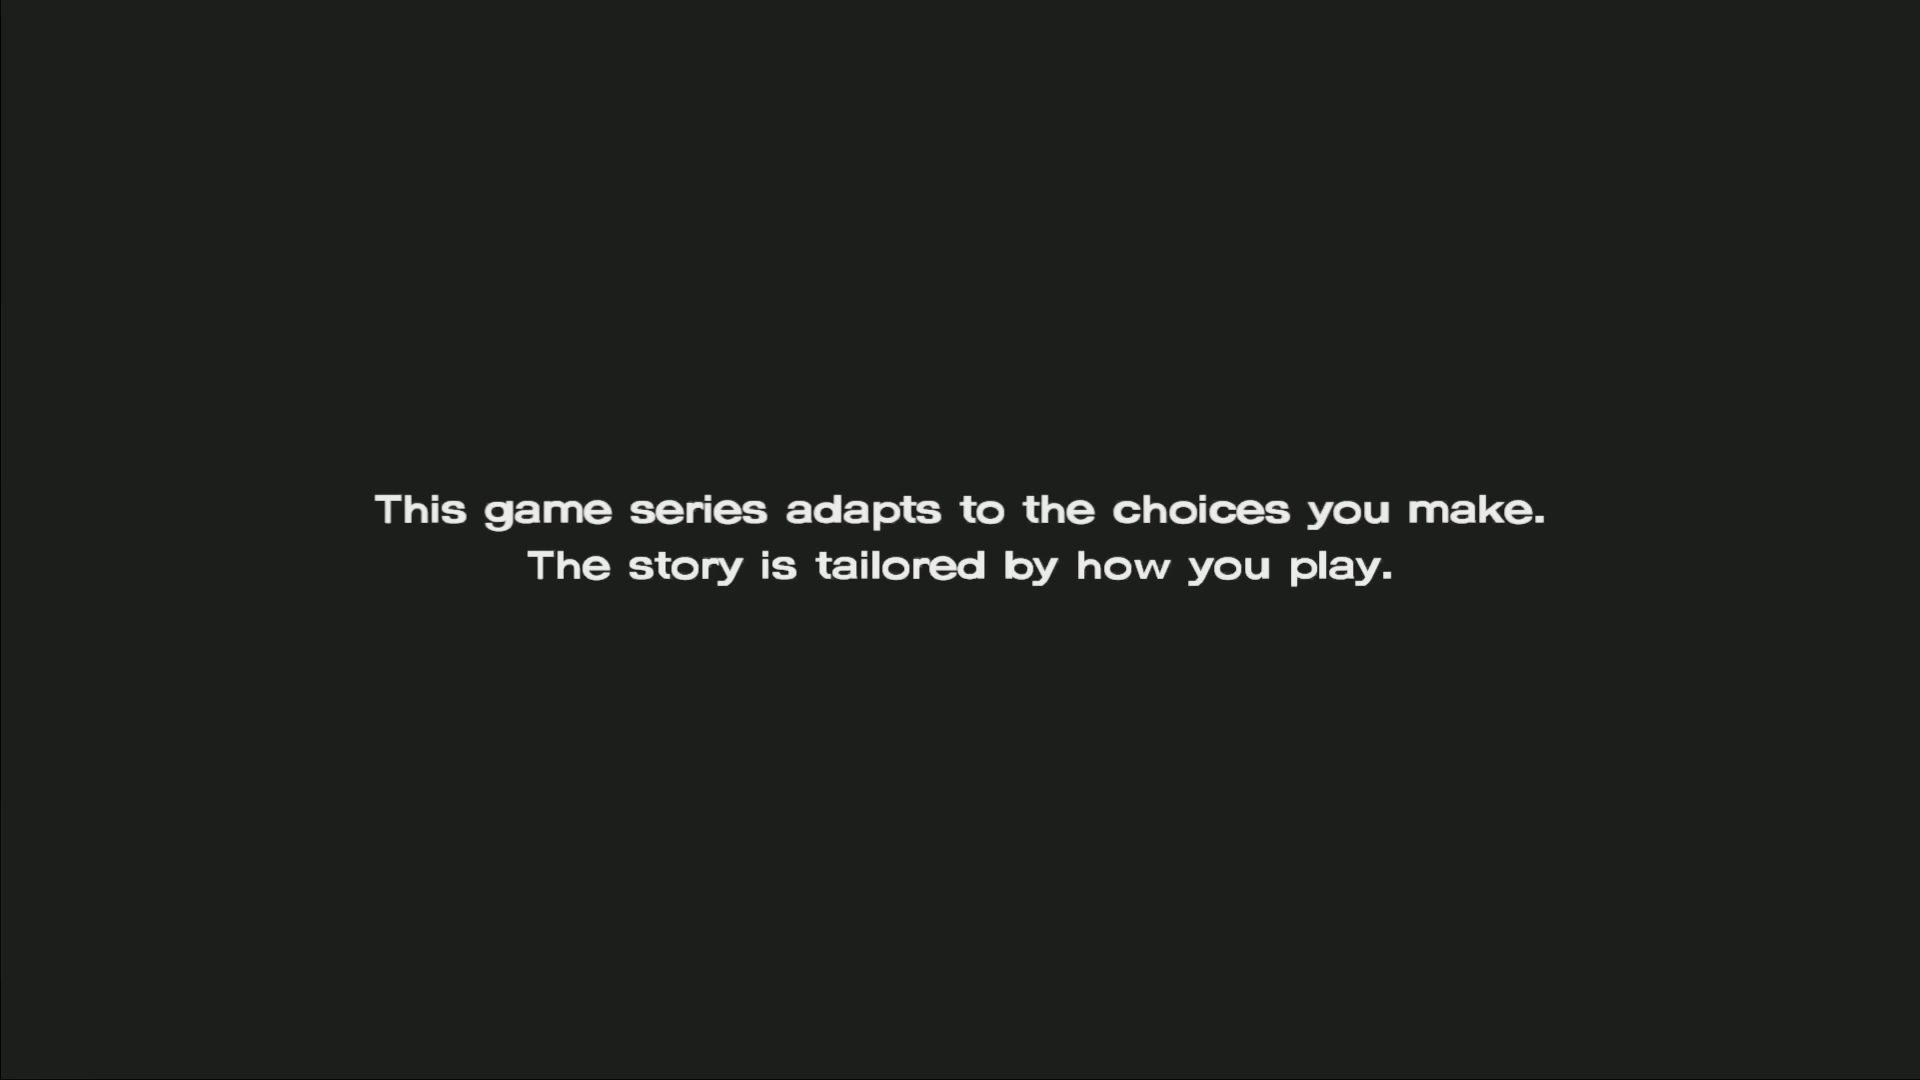 This game series adapts to the choices you make.
The story is tailored by how you play.